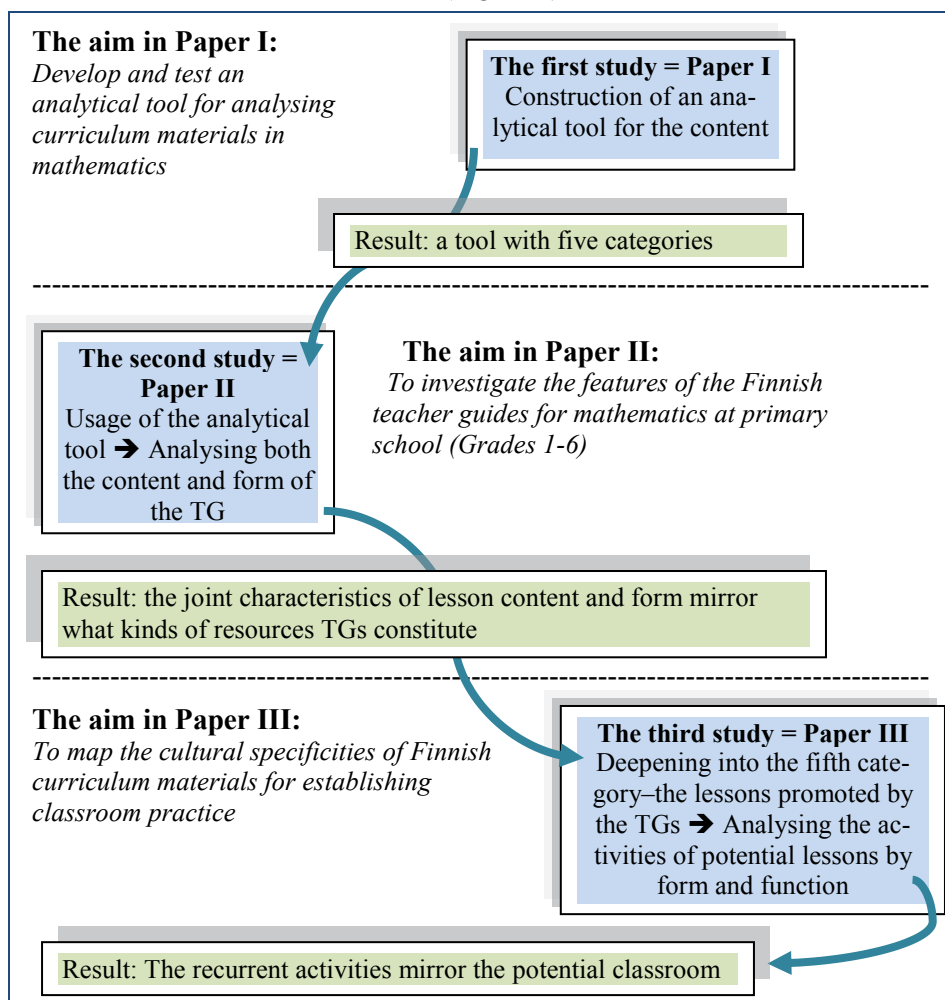 The aim in Paper I:
Develop and test an
analytical tool for analysing
curriculum materials in
mathematics
The first study = Paper I
Construction of an ana-
lytical tool for the content
Result: a tool with five categories
The second study =
Paper II
Usage of the analytical
tool ➔ Analysing both
the content and form of
the TG
The aim in Paper II:
To investigate the features of the Finnish
teacher guides for mathematics at primary
school (Grades 1-6)
Result: the joint characteristics of lesson content and form mirror
what kinds of resources TGs constitute
The aim in Paper III:
To map the cultural specificities of Finnish
curriculum materials for establishing
classroom practice
The third study = Paper III
Deepening into the fifth cate-
gory–the lessons promoted by
the TGs ➔ Analysing the ac-
tivities of potential lessons by
form and function
Result: The recurrent activities mirror the potential classroom